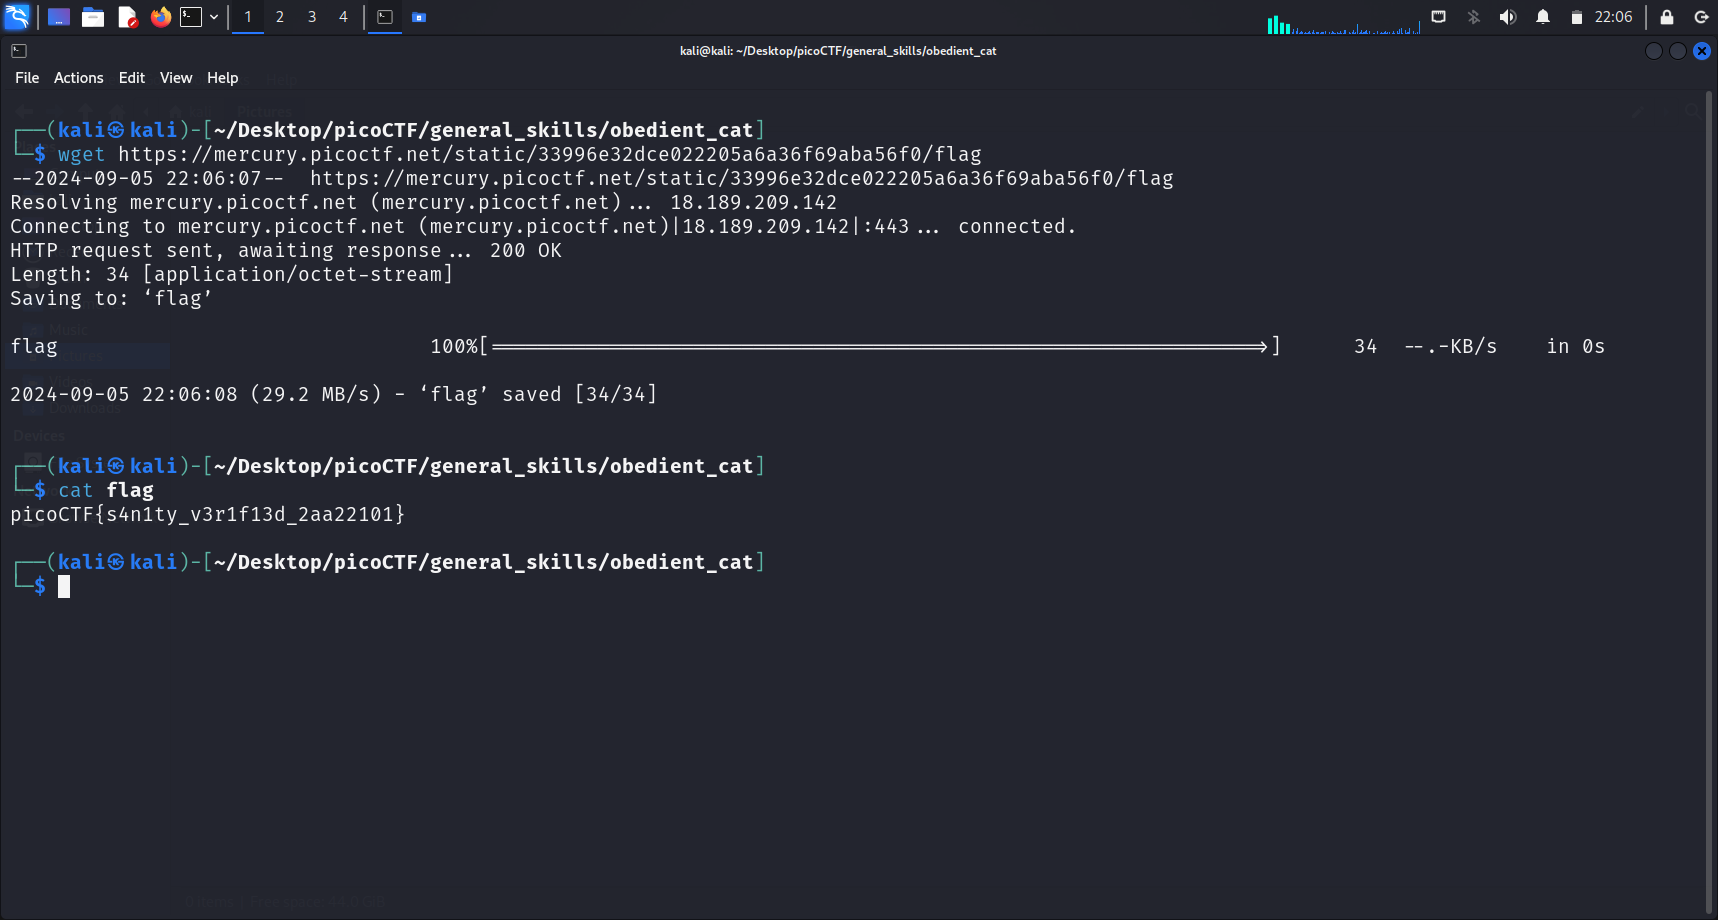 1 2 3 4 22:06
kali@kali: ~/Desktop/picoCTF/general_skills/obedient_cat
File Actions Edit View Help
┌──(kali㉿kali)-[~/Desktop/picoCTF/general_skills/obedient_cat]
└─$ wget https://mercury.picoctf.net/static/33996e32dce022205a6a36f69aba56f0/flag
--2024-09-05 22:06:07--  https://mercury.picoctf.net/static/33996e32dce022205a6a36f69aba56f0/flag
Resolving mercury.picoctf.net (mercury.picoctf.net)... 18.189.209.142
Connecting to mercury.picoctf.net (mercury.picoctf.net)|18.189.209.142|:443... connected.
HTTP request sent, awaiting response... 200 OK
Length: 34 [application/octet-stream]
Saving to: ‘flag’
Music
flag 100%[=================================================================>] 34 --.-KB/s in 0s
2024-09-05 22:06:08 (29.2 MB/s) - ‘flag’ saved [34/34]
Downloads
Devices
┌──(kali㉿kali)-[~/Desktop/picoCTF/general_skills/obedient_cat]
└─$ cat flag
picoCTF{s4n1ty_v3r1f13d_2aa22101}
┌──(kali㉿kali)-[~/Desktop/picoCTF/general_skills/obedient_cat]
└─$